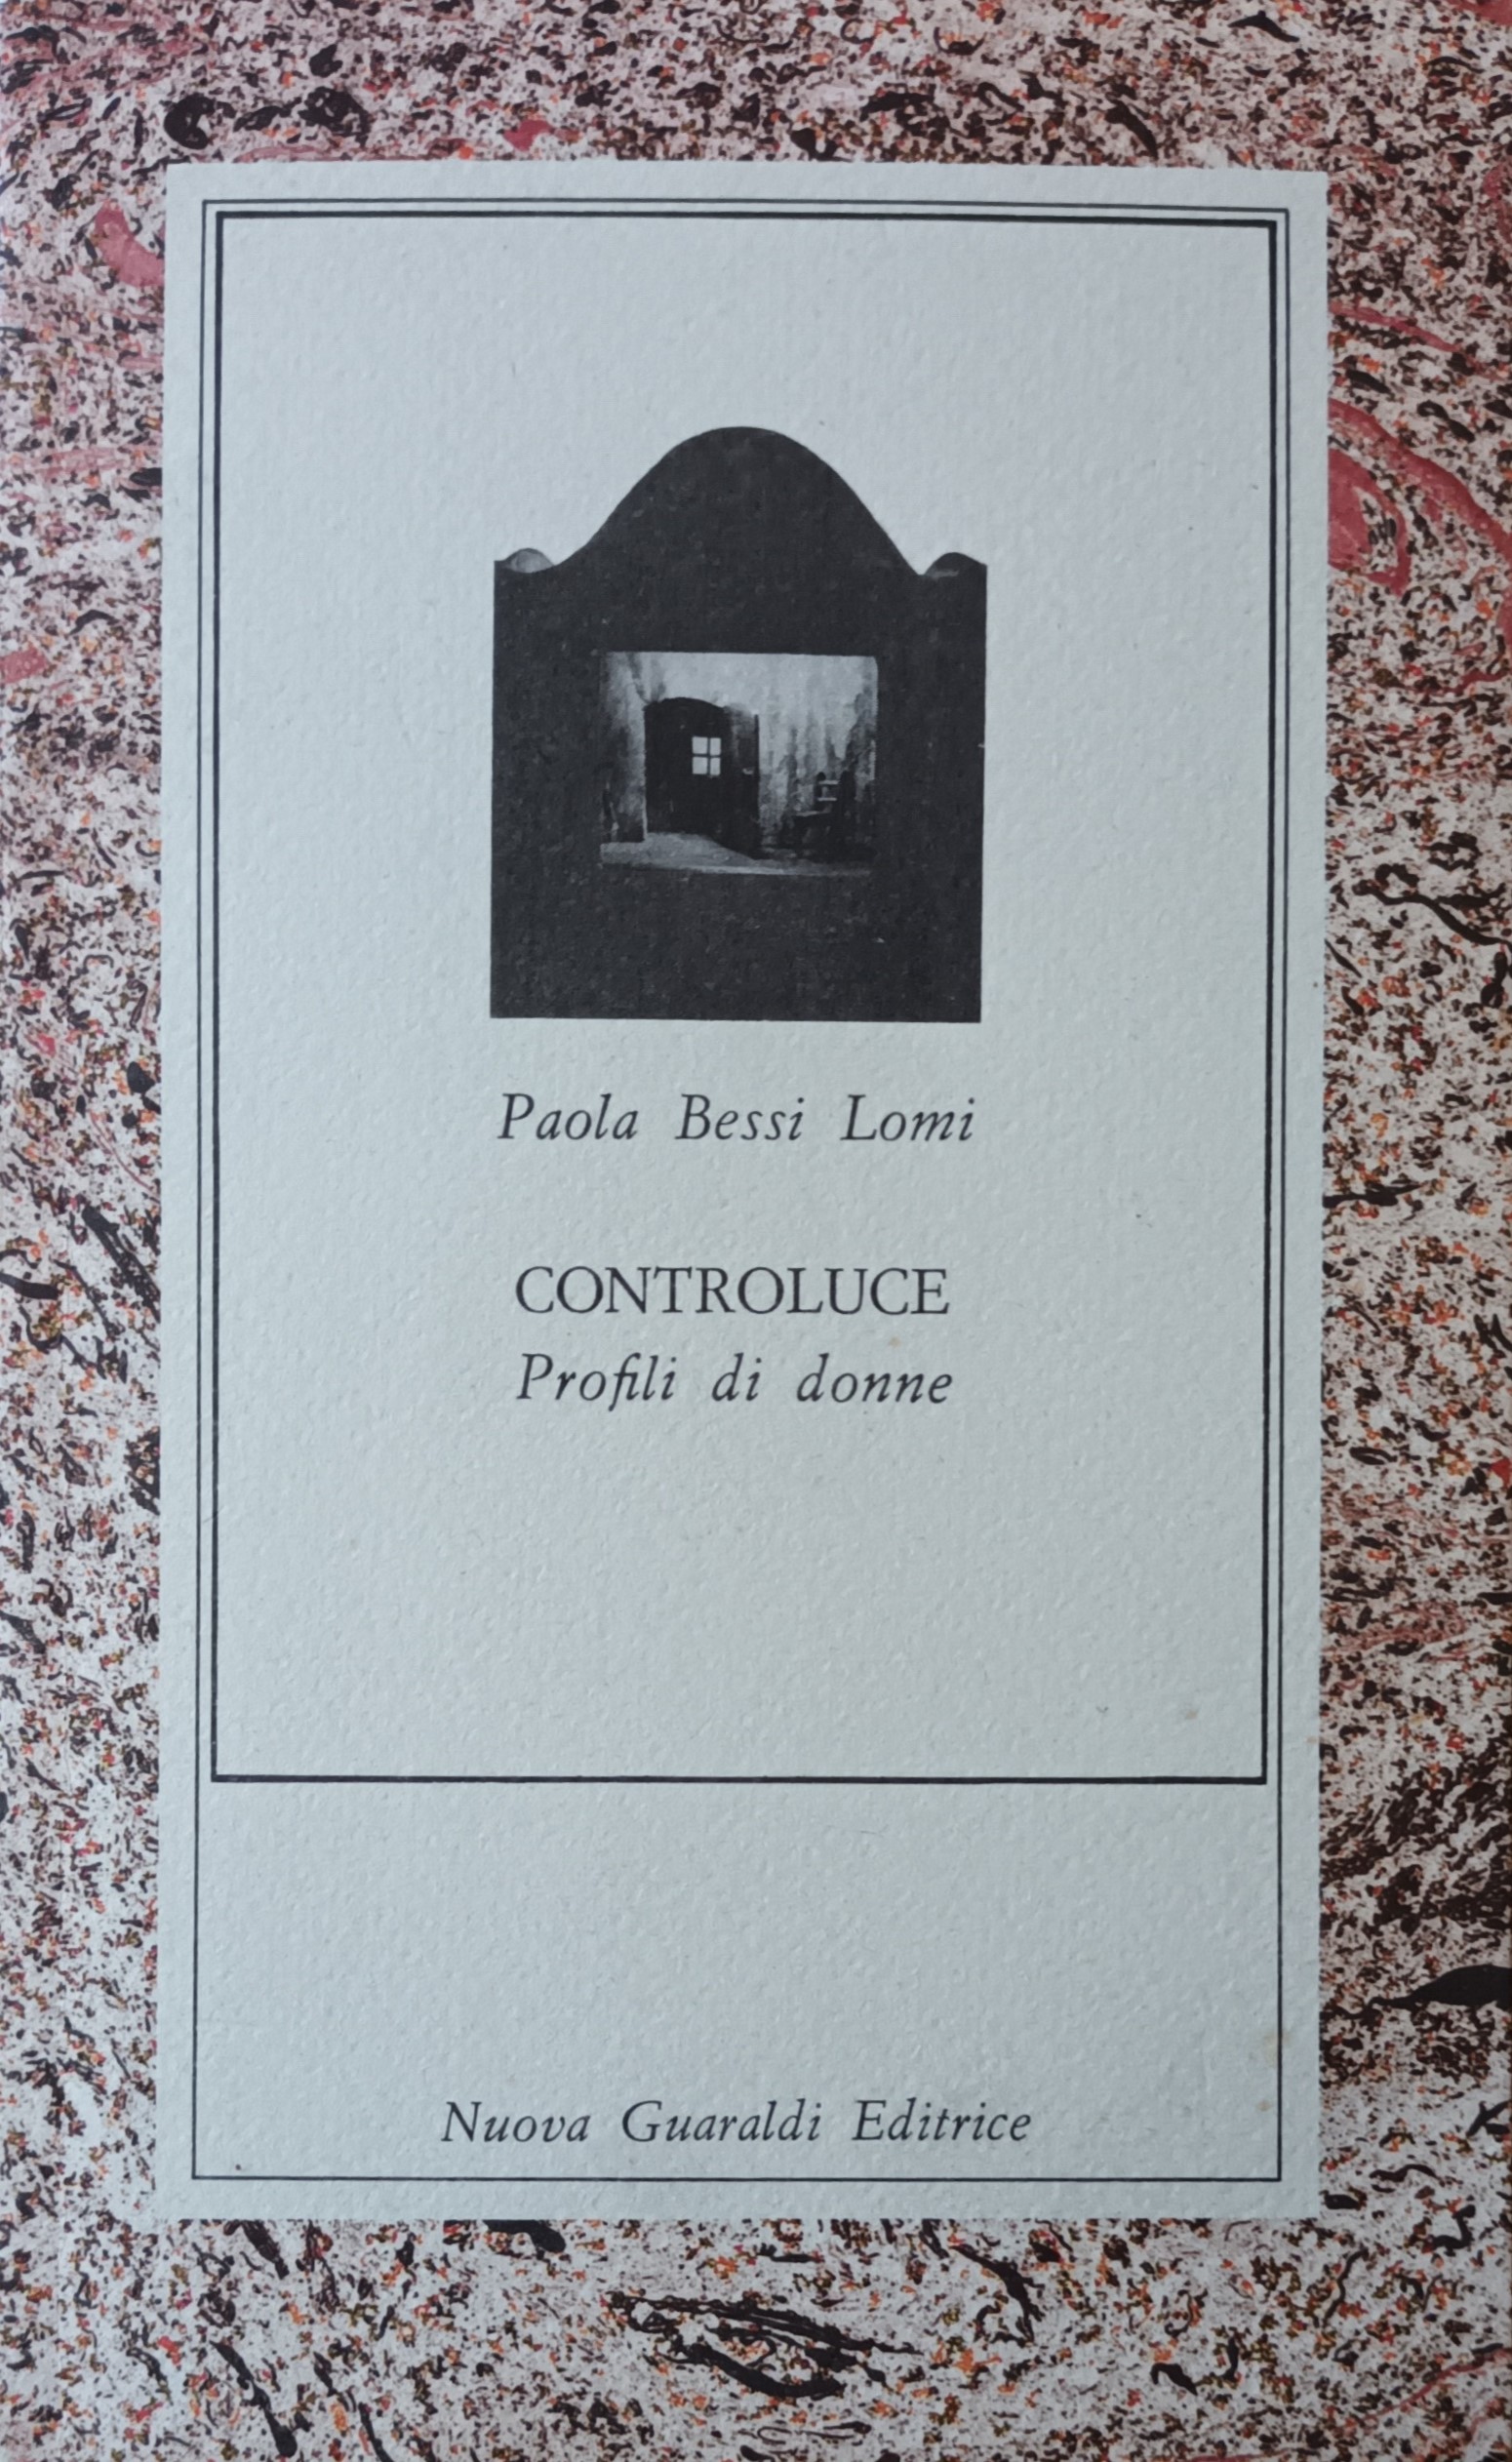 Paola Bessi Lomi
CONTROLUCE
Profili di donne
Nuova Guaraldi Editrice